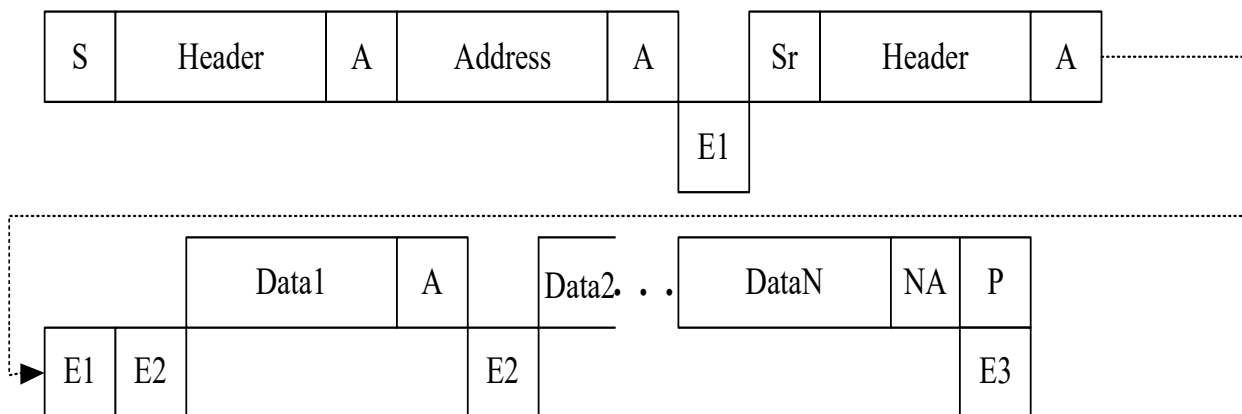 S Header A Address A Sr Header A
E1
Data1 A Data2 . . . DataN NA P
E1 E2 E2 E3